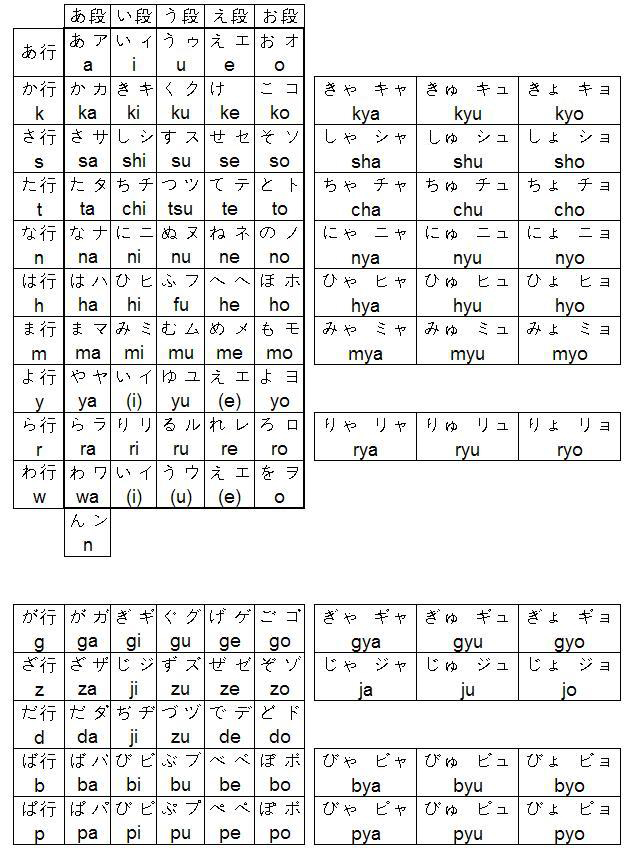 あ段 い段 う段 え段 お段
あ行 あ ア い ィ う ゥ え エ お オ
a i u e o
か行 か カ き キ く ク け こ コ きゃ キャ きゅ キュ きょ キョ
k ka ki ku ke ko kya kyu kyo
さ行 さ サ し シ す ス せ セ そ ソ しゃ シャ しゅ シュ しょ ショ
s sa shi su se so sha shu sho
た行 た タ ち チ つ ツ て テ と ト ちゃ チャ ちゅ チュ ちょ チョ
t ta chi tsu te to cha chu cho
な行 な ナ に ニ ぬ ヌ ね ネ の ノ にゃ ニャ にゅ ニュ にょ ニョ
n na ni nu ne no nya nyu nyo
は行 は ハ ひ ヒ ふ フ へ ヘ ほ ホ ひゃ ヒャ ひゅ ヒュ ひょ ヒョ
h ha hi fu he ho hya hyu hyo
ま行 ま マ み ミ む ム め メ も モ みゃ ミャ みゅ ミュ みょ ミョ
m ma mi mu me mo mya myu myo
よ行 や ヤ い イ ゆ ユ え エ よ ヨ
y ya (i) yu (e) yo
ら行 ら ラ り リ る ル れ レ ろ ロ りゃ リャ りゅ リュ りょ リョ
r ra ri ru re ro rya ryu ryo
わ行 わ ワ い イ う ウ え エ を ヲ
w wa (i) (u) (e) o
ん ン
n
が行 が ガ ぎ ギ ぐ グ げ ゲ ご ゴ ぎゃ ギャ ぎゅ ギュ ぎょ ギョ
g ga gi gu ge go gya gyu gyo
ざ行 ざ ザ じ ジ ず ズ ぜ ゼ ぞ ゾ じゃ ジャ じゅ ジュ じょ ジョ
z za ji zu ze zo ja ju jo
だ行 だ ダ ぢ ヂ づ ヅ で デ ど ド
d da ji zu de do
ば行 ば バ び ビ ぶ ブ べ ベ ぼ ボ びゃ ビャ びゅ ビュ びょ ビョ
b ba bi bu be bo bya byu byo
ぱ行 ぱ パ ぴ ピ ぷ プ ぺ ペ ぽ ポ ぴゃ ピャ ぴゅ ピュ ぴょ ピョ
p pa pi pu pe po pya pyu pyo